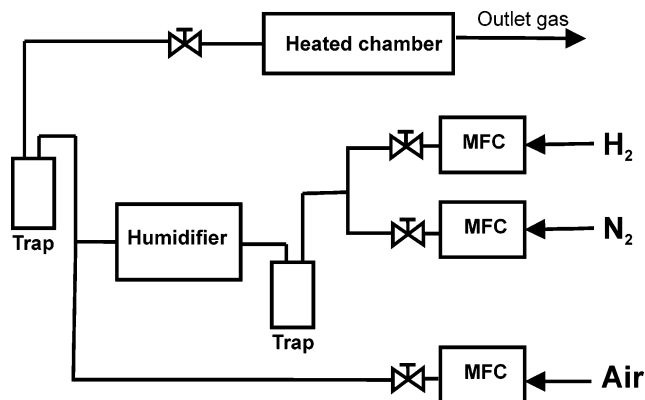 Outlet gas
Heated chamber
MFC
H₂
MFC
N₂
Trap
Humidifier
Trap
MFC
Air